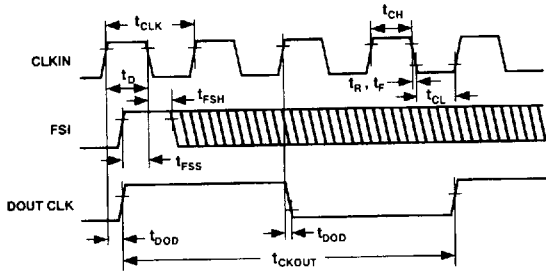 tCLK
tCH
CLKIN
tD
tR , tF
tFSH
tCL
FSI
tFSS
DOUT CLK
tDOD
tDOD
tCKOUT